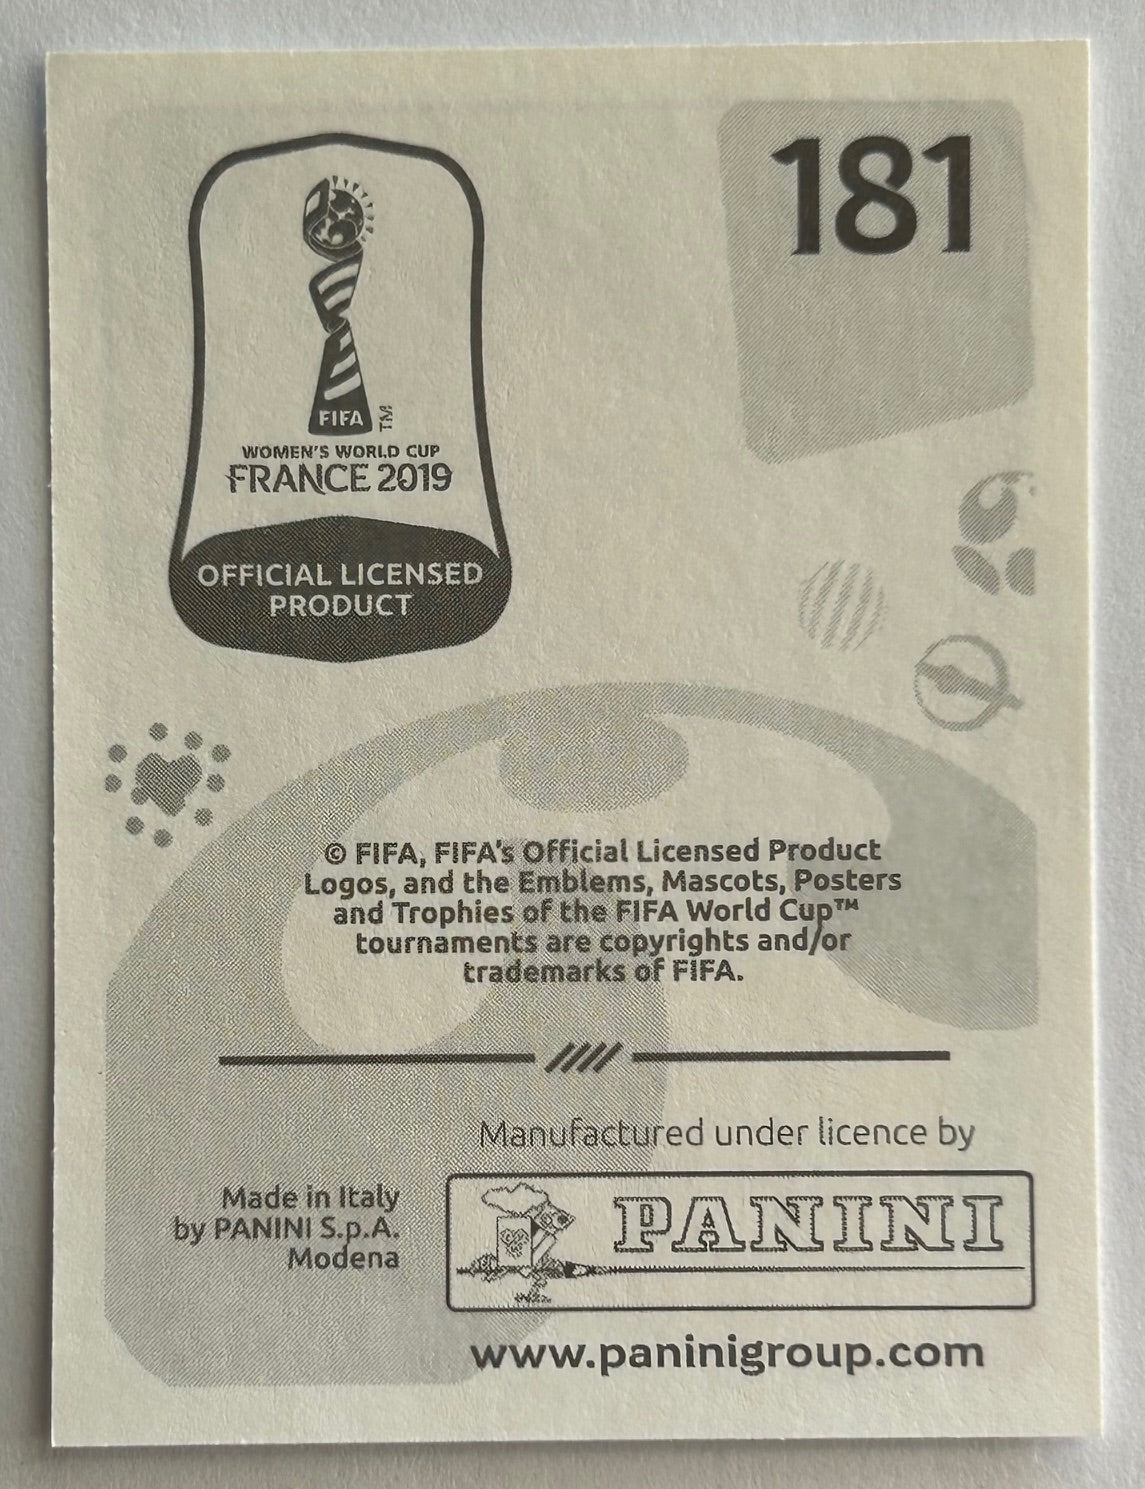 181
FIFA
TM
WOMEN'S WORLD CUP
FRANCE 2019
OFFICIAL LICENSED
PRODUCT
© FIFA, FIFA's Official Licensed Product
Logos, and the Emblems, Mascots, Posters
and Trophies of the FIFA World Cup™
tournaments are copyrights and/or
trademarks of FIFA.
Manufactured under licence by
Made in Italy
by PANINI S.p.A.
Modena
PANINI
www.paninigroup.com